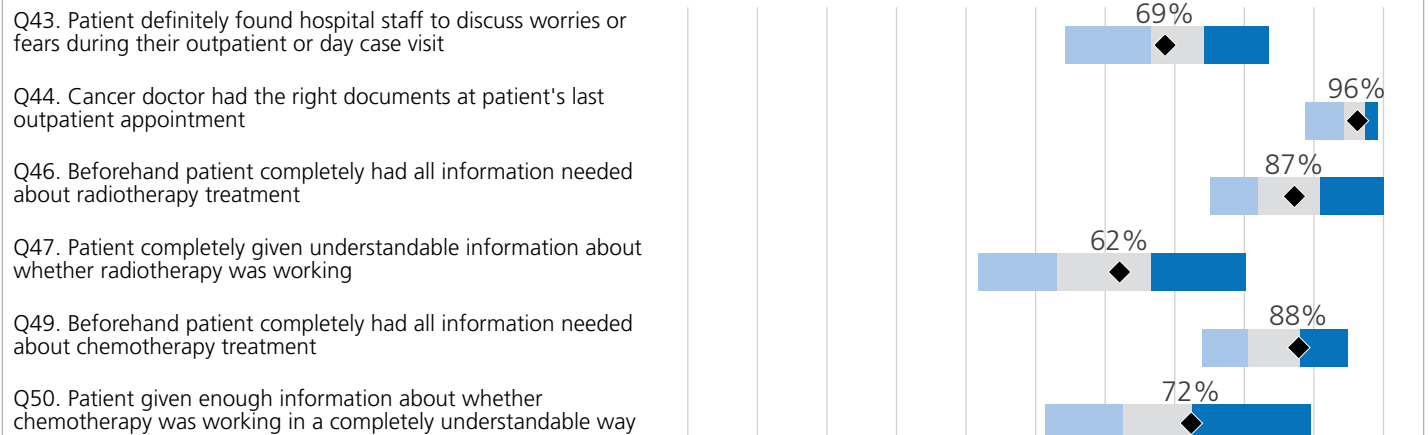 Q43. Patient definitely found hospital staff to discuss worries or
fears during their outpatient or day case visit
69%
Q44. Cancer doctor had the right documents at patient's last
outpatient appointment
96%
Q46. Beforehand patient completely had all information needed
about radiotherapy treatment
87%
Q47. Patient completely given understandable information about
whether radiotherapy was working
62%
Q49. Beforehand patient completely had all information needed
about chemotherapy treatment
88%
Q50. Patient given enough information about whether
chemotherapy was working in a completely understandable way
72%